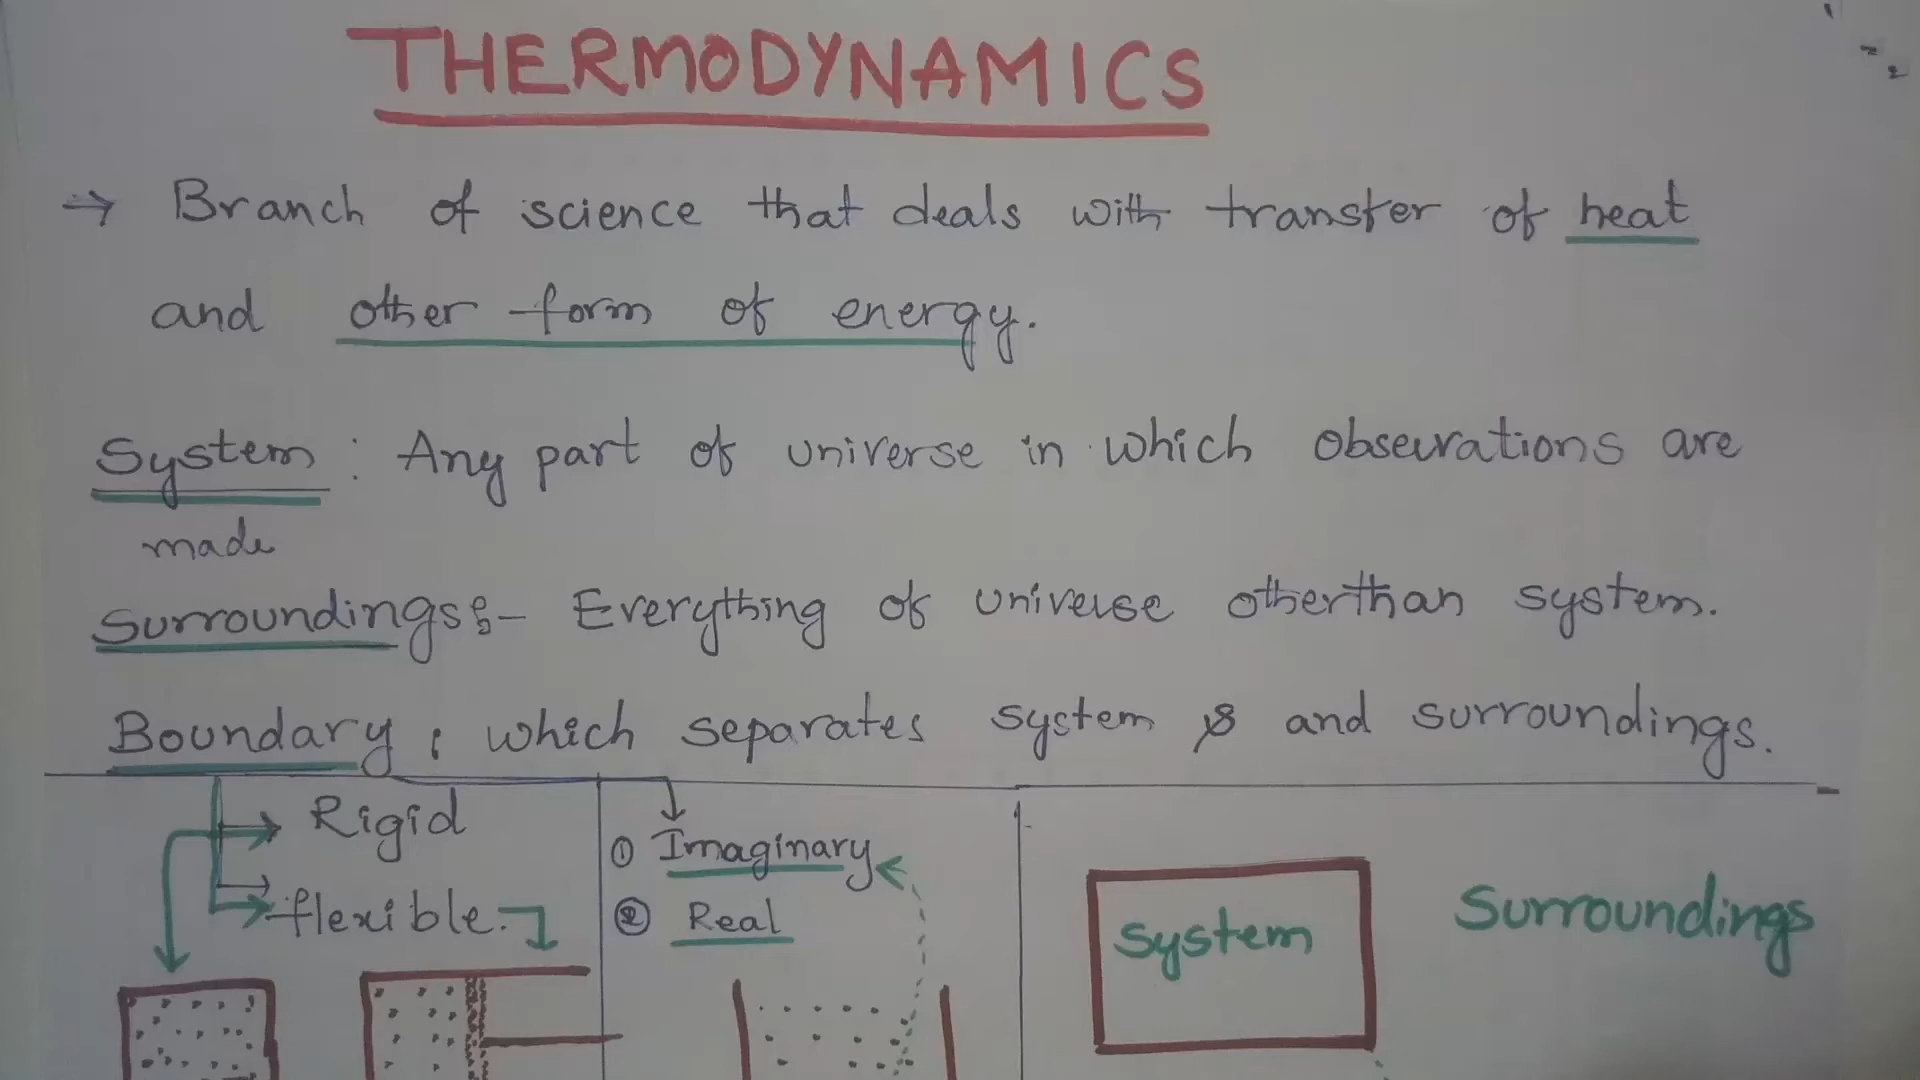 THERMODYNAMICS
→ Branch of science that deals with transfer of heat
and other form of energy.
System : Any part of universe in which observations are
made
Surroundings:- Everything of universe otherthan system.
Boundary : which separates system and surroundings.
Rigid
flexible.
① Imaginary
② Real
System
Surroundings